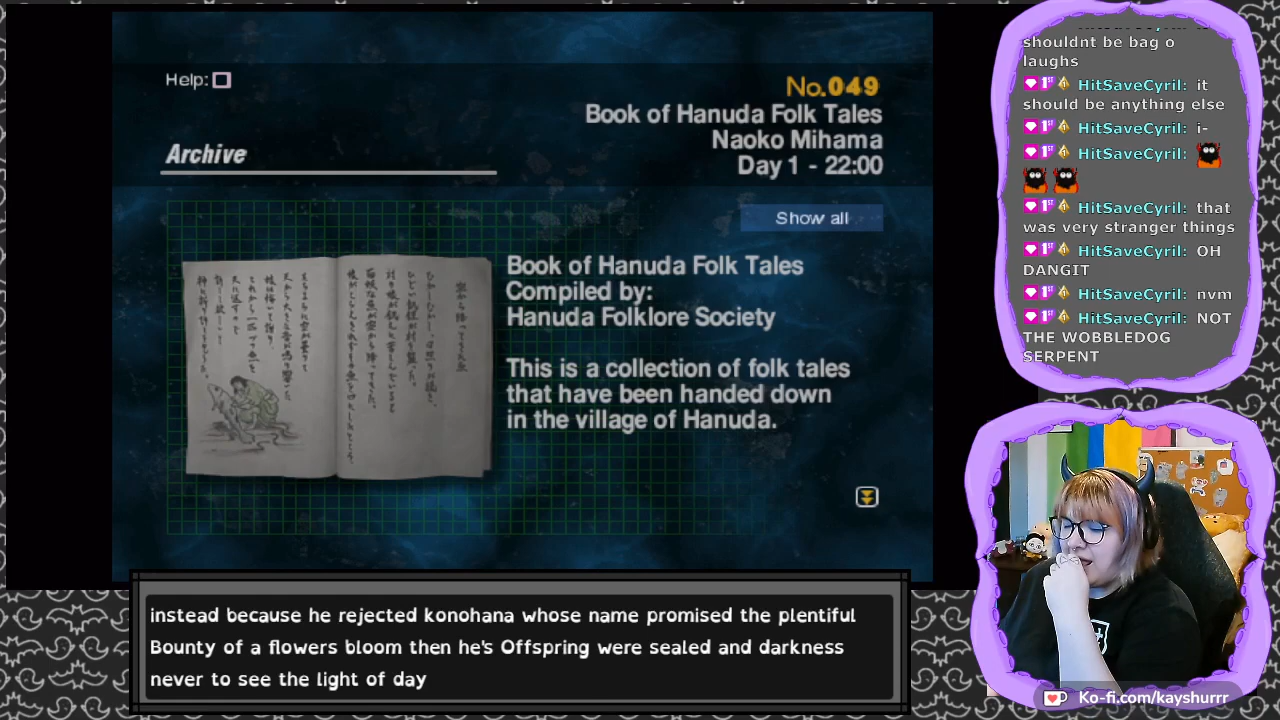 Help:
No.049
Book of Hanuda Folk Tales
Naoko Mihama
Day 1 - 22:00
Archive
Show all
Book of Hanuda Folk Tales
Compiled by:
Hanuda Folklore Society
This is a collection of folk tales
that have been handed down
in the village of Hanuda.
instead because he rejected konohana whose name promised the plentiful
Bounty of a flowers bloom then he's Offspring were sealed and darkness
never to see the light of day
shouldnt be bag o
laughs
HitSaveCyril: it
should be anything else
HitSaveCyril: i-
HitSaveCyril:
HitSaveCyril: that
was very stranger things
HitSaveCyril: OH
DANGIT
HitSaveCyril: nvm
HitSaveCyril: NOT
THE WOBBLEDOG
SERPENT
Ko-fi.com/kayshurrr